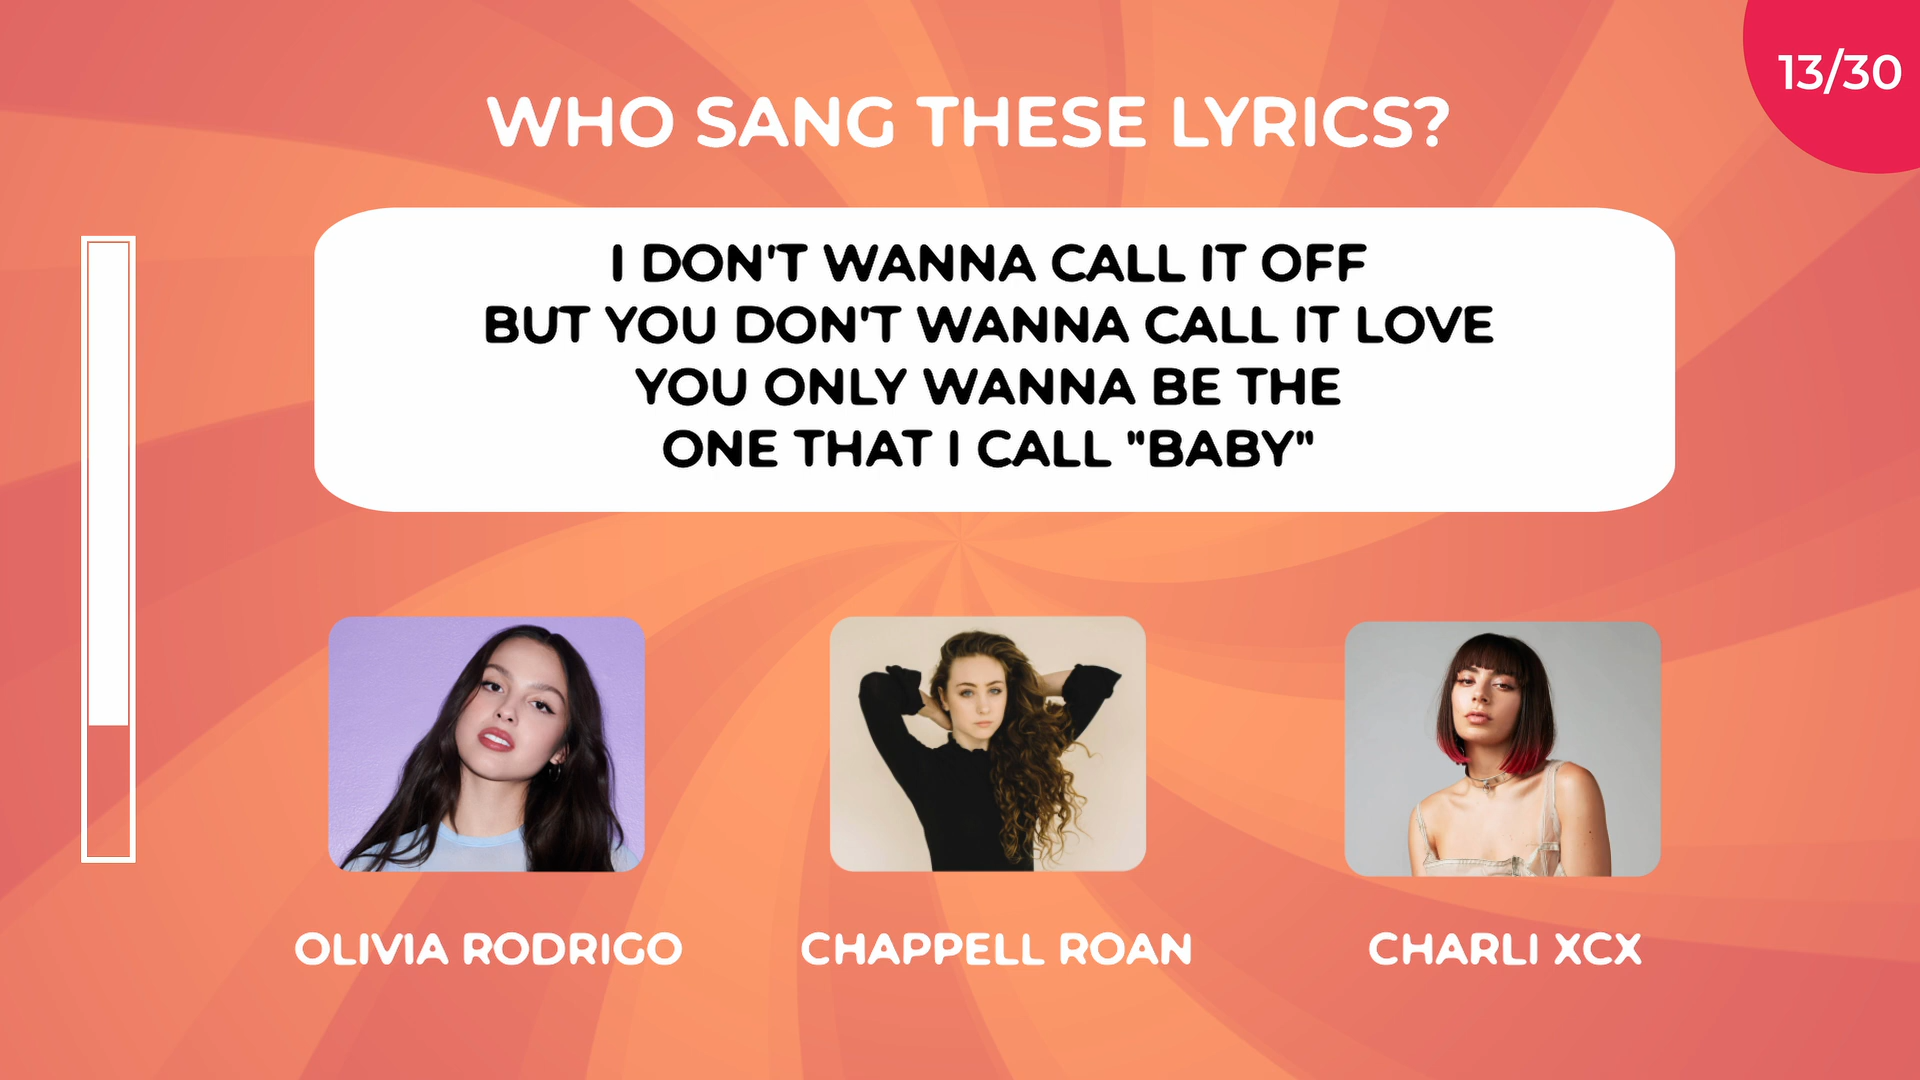 13/30
WHO SANG THESE LYRICS?
I DON'T WANNA CALL IT OFF
BUT YOU DON'T WANNA CALL IT LOVE
YOU ONLY WANNA BE THE
ONE THAT I CALL "BABY"
OLIVIA RODRIGO
CHAPPELL ROAN
CHARLI XCX